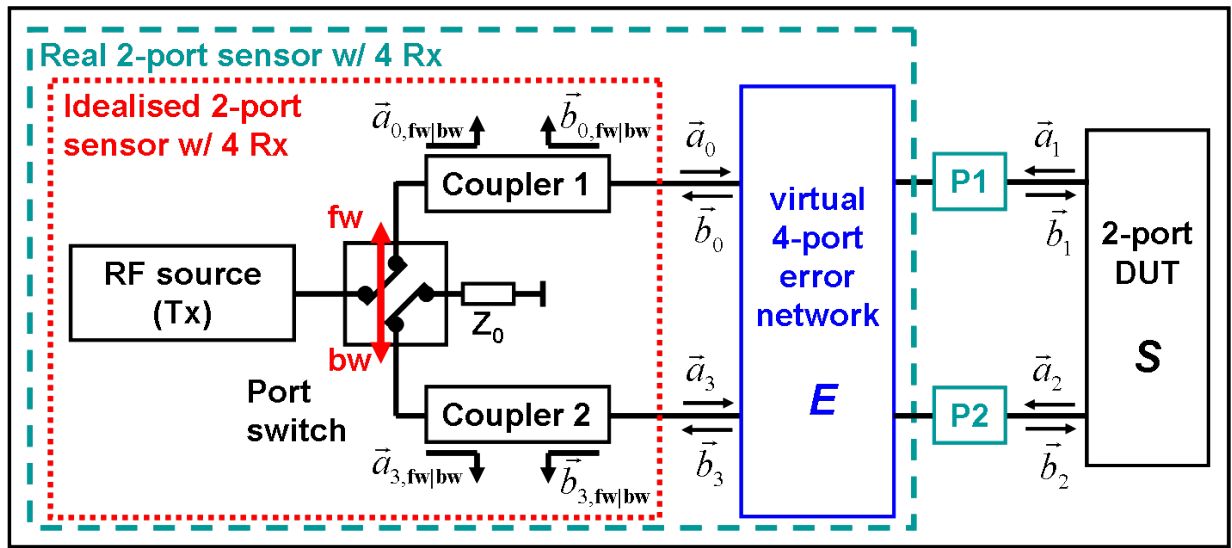 Real 2-port sensor w/ 4 Rx
Idealised 2-port
sensor w/ 4 Rx
a⃗0,fw|bw
b⃗0,fw|bw
Coupler 1
a⃗0
b⃗0
fw
RF source
(Tx)
Z0
bw
Port
switch
Coupler 2
a⃗3,fw|bw
b⃗3,fw|bw
a⃗3
b⃗3
virtual
4-port
error
network
E
P1
P2
a⃗1
b⃗1
a⃗2
b⃗2
2-port
DUT
S